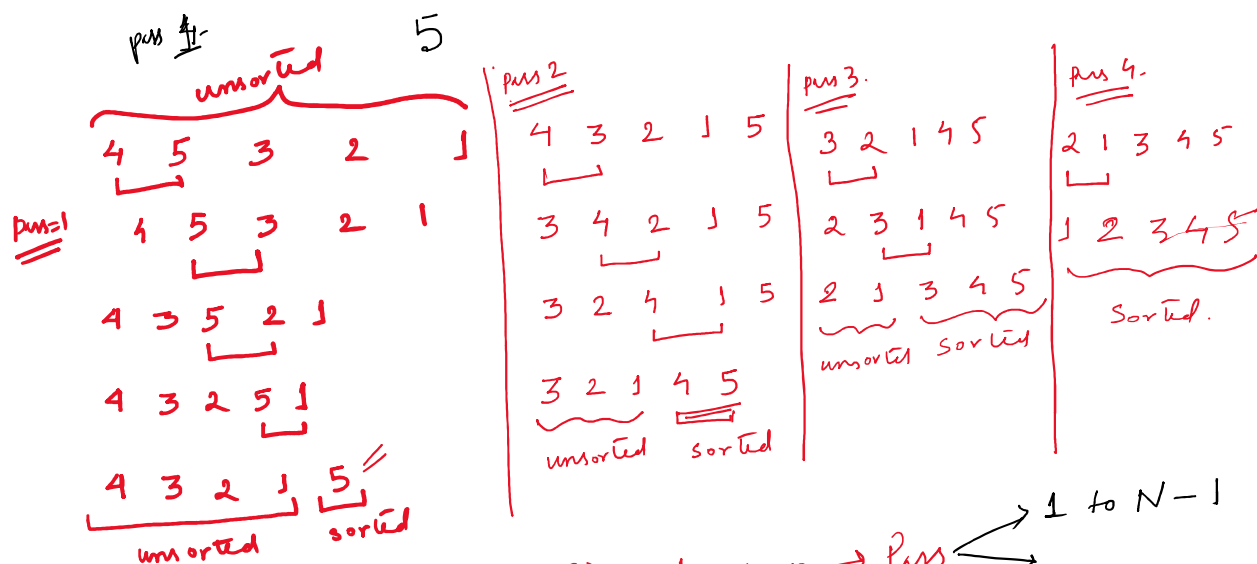 pass 1-
5
unsorted
4 5 3 2 1
pass=1
4 5 3 2 1
4 3 5 2 1
4 3 2 5 1
4 3 2 1 5
unsorted sorted
pass 2
4 3 2 1 5
3 4 2 1 5
3 2 4 1 5
3 2 1 4 5
unsorted sorted
pass 3.
3 2 1 4 5
2 3 1 4 5
2 1 3 4 5
unsorted sorted
pass 4.
2 1 3 4 5
1 2 3 4 5
Sorted.
Pass
1 to N-1